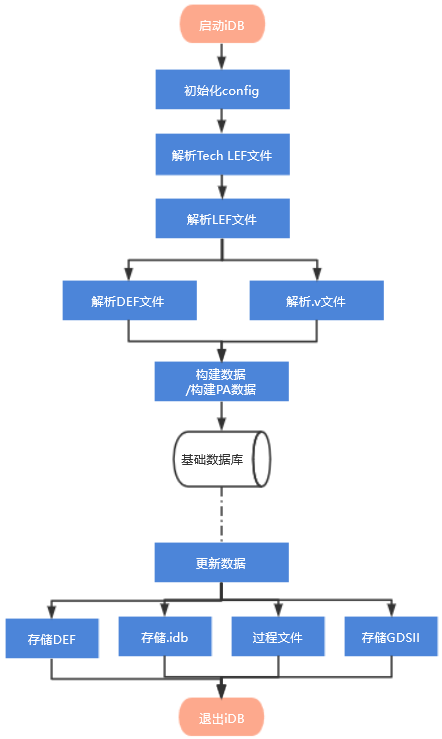 启动iDB
初始化config
解析Tech LEF文件
解析LEF文件
解析DEF文件
解析.v文件
构建数据
/构建PA数据
基础数据库
更新数据
存储DEF
存储.idb
过程文件
存储GDSII
退出iDB